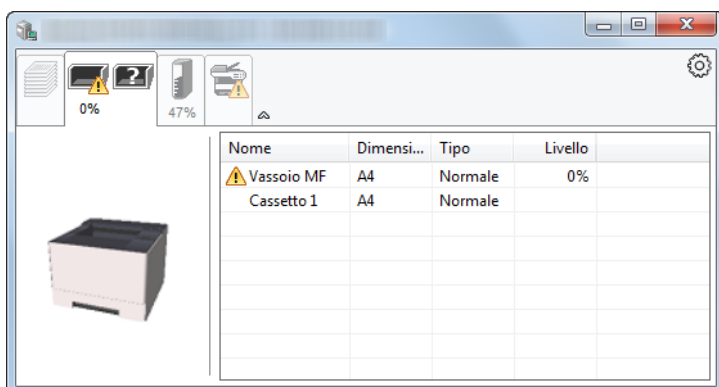 0%
47%
Nome Dimensi... Tipo Livello
Vassoio MF A4 Normale 0%
Cassetto 1 A4 Normale